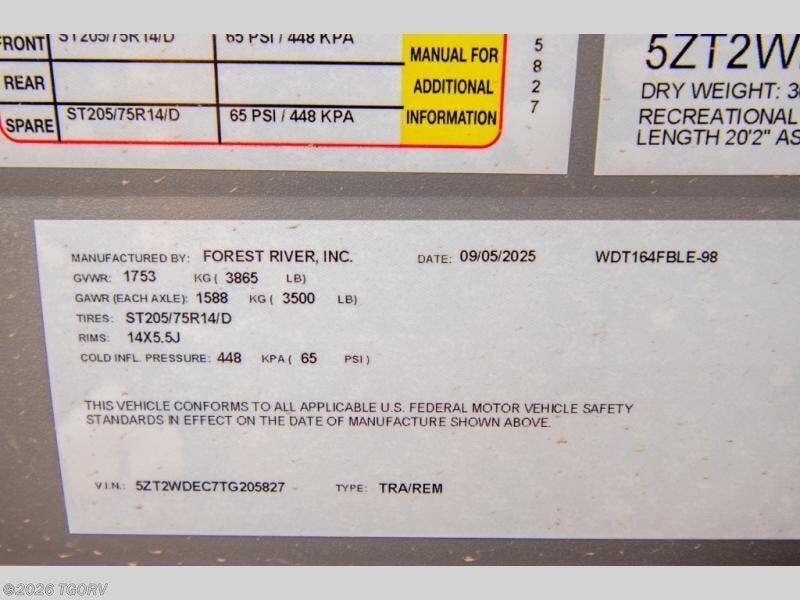 FRONT ST205/75R14/D 65 PSI / 448 KPA
MANUAL FOR
REAR
ADDITIONAL
SPARE ST205/75R14/D 65 PSI / 448 KPA
INFORMATION
5
8
2
7
5ZT2W
DRY WEIGHT:
RECREATIONAL
LENGTH 20'2" AS
MANUFACTURED BY: FOREST RIVER, INC. DATE: 09/05/2025 WDT164FBLE-98
GVWR: 1753 KG ( 3865 LB)
GAWR (EACH AXLE): 1588 KG ( 3500 LB)
TIRES: ST205/75R14/D
RIMS: 14X5.5J
COLD INFL. PRESSURE: 448 KPA ( 65 PSI )
THIS VEHICLE CONFORMS TO ALL APPLICABLE U.S. FEDERAL MOTOR VEHICLE SAFETY
STANDARDS IN EFFECT ON THE DATE OF MANUFACTURE SHOWN ABOVE.
V.I.N.: 5ZT2WDEC7TG205827 TYPE: TRA/REM
©2026 TGORV